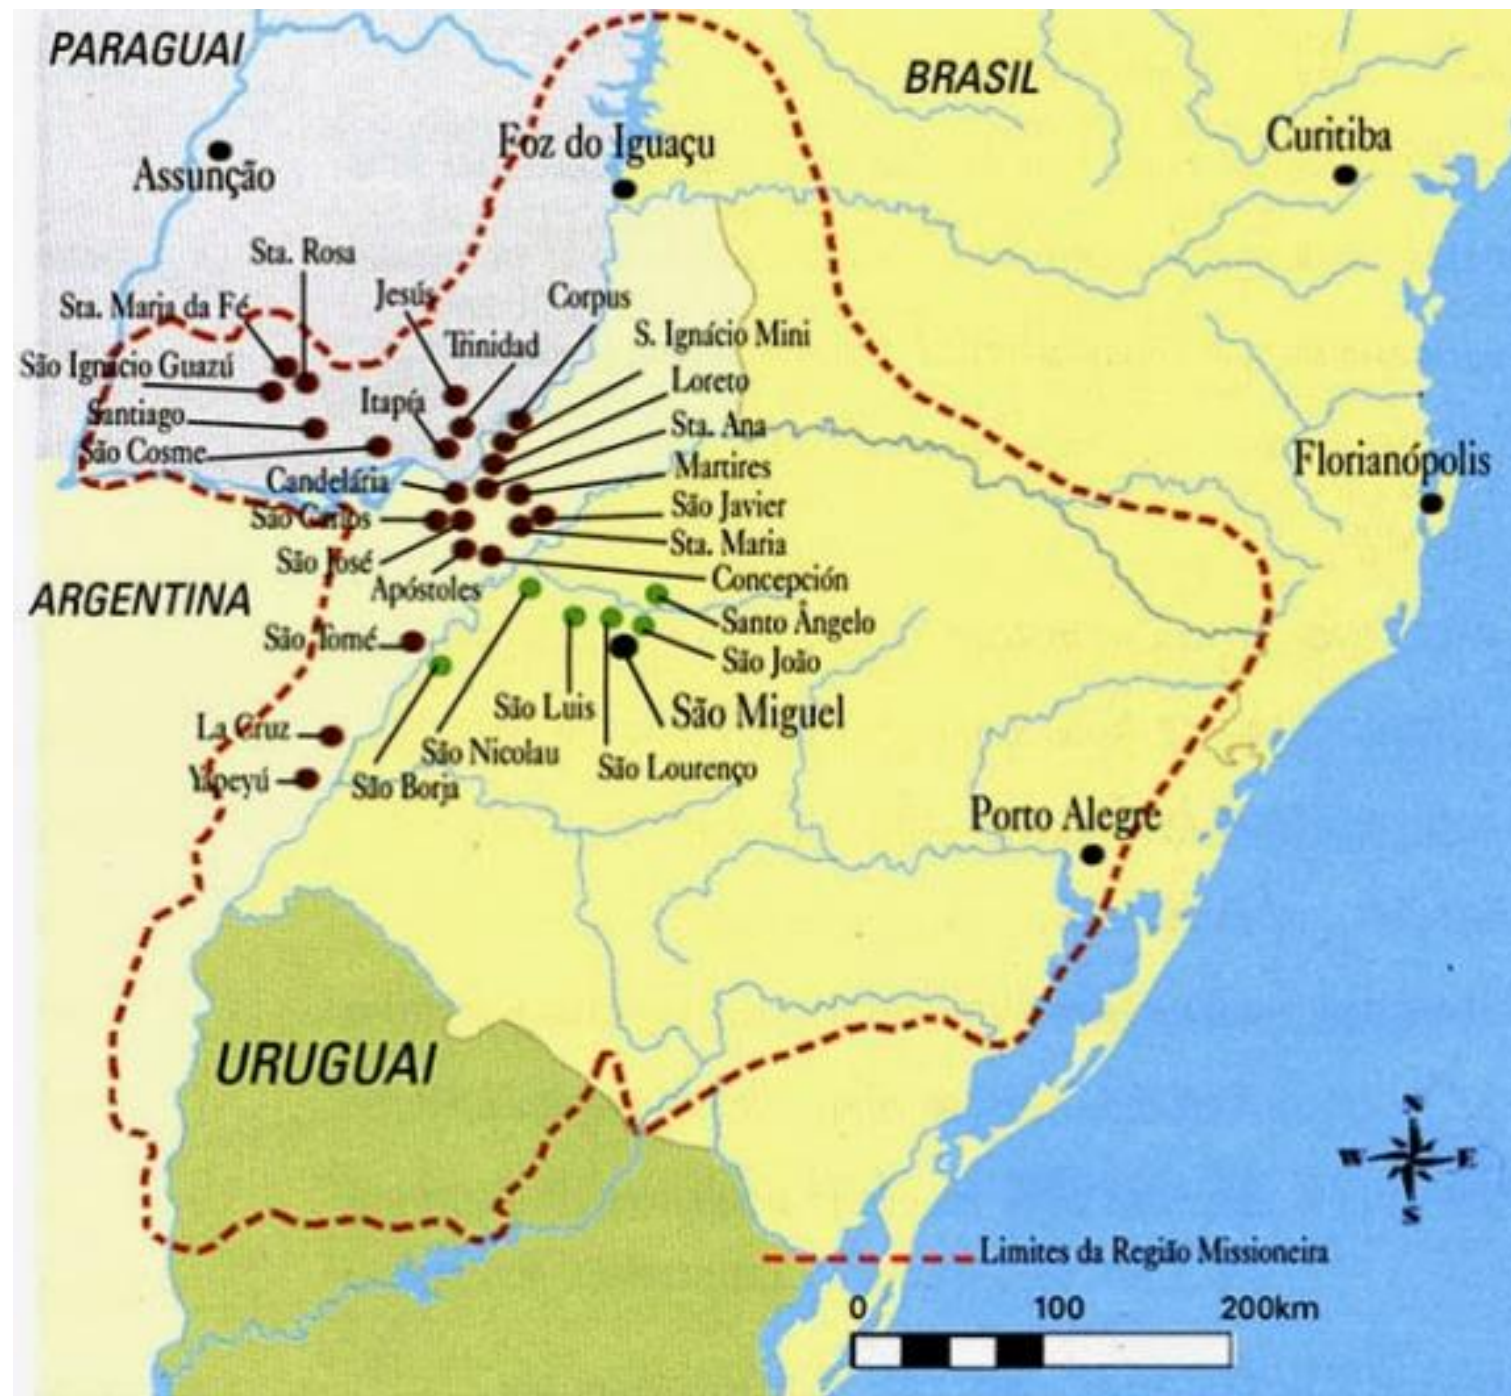 PARAGUAI
BRASIL
Foz do Iguaçu
Curitiba
Assunção
Sta. Rosa
Sta. Maria da Fé
Jesús
Corpus
Trinidad
S. Ignácio Mini
São Ignácio Guazú
Loreto
Itapía
Santiago
Sta. Ana
São Cosme
Florianópolis
Candelária
Martires
São Javier
São Carlos
Sta. Maria
São José
Concepción
Apóstoles
ARGENTINA
Santo Ângelo
São Tomé
São João
São Luis
São Miguel
La Cruz
São Nicolau
São Lourenço
Yapeyú
São Borja
Porto Alegre
URUGUAI
N
W E
S
Limites da Região Missioneira
0 100 200km